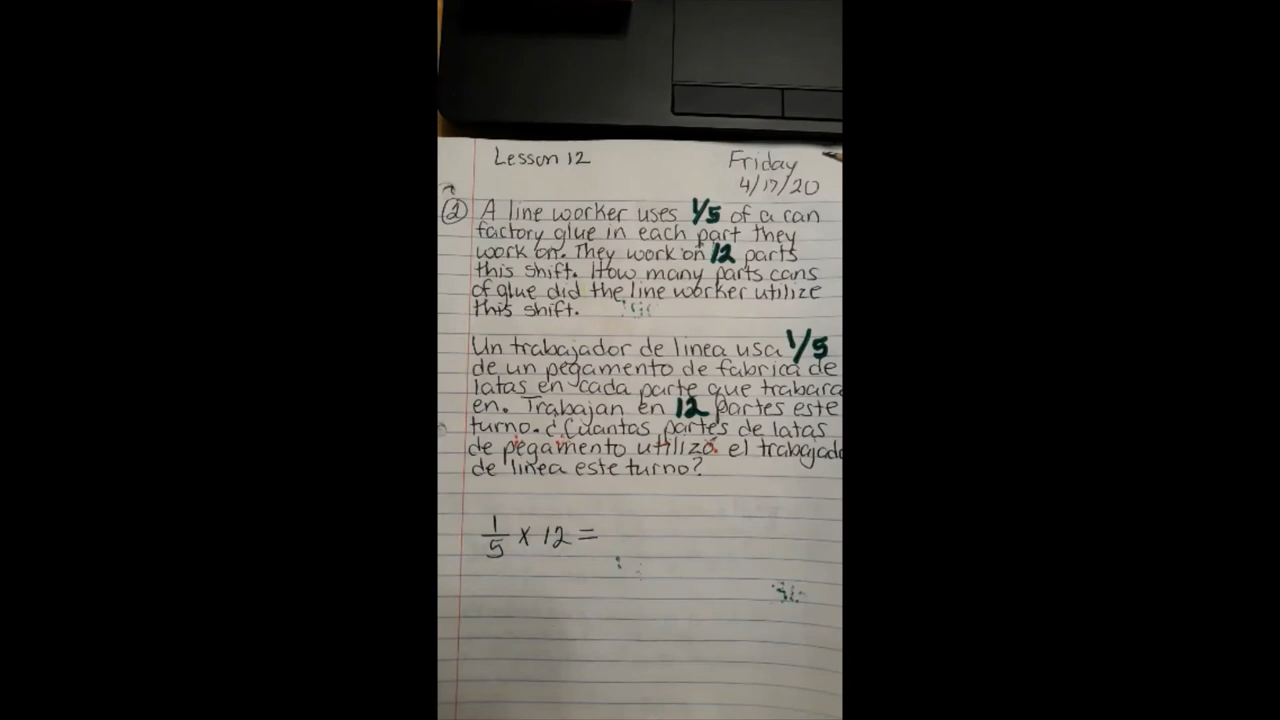 Lesson 12
Friday
4/17/20
2 A line worker uses 1/5 of a can
factory glue in each part they
work on. They work on 12 parts
this shift. How many parts cans
of glue did the line worker utilize
this shift.
Un trabajador de linea usa 1/5
de un pegamento de fabrica de
latas en cada parte que trabara
en. Trabajan en 12 partes este
turno. ¿Cuantas partes de latas
de pegamento utilizó el trabajado
de linea este turno?
1/5 x 12 =